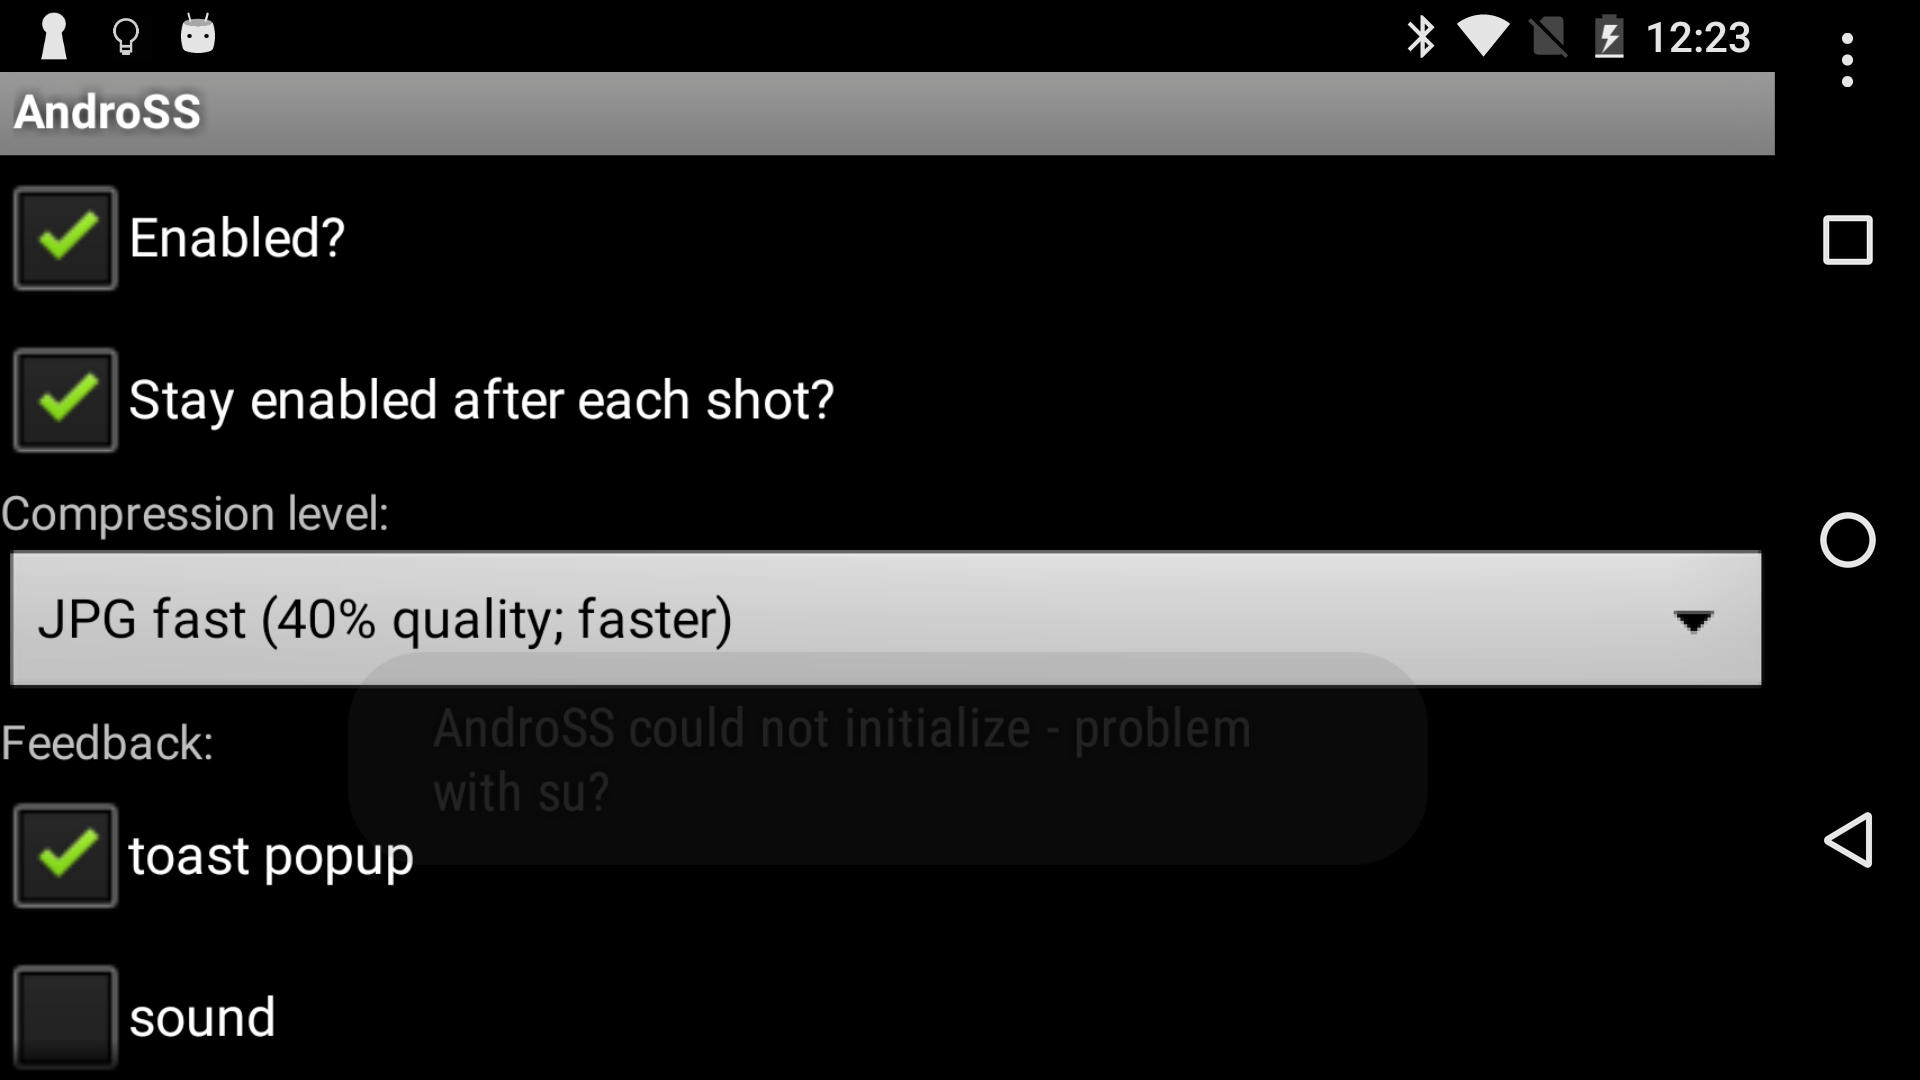 12:23
AndroSS
Enabled?
Stay enabled after each shot?
Compression level:
JPG fast (40% quality; faster)
AndroSS could not initialize - problem
with su?
Feedback:
toast popup
sound